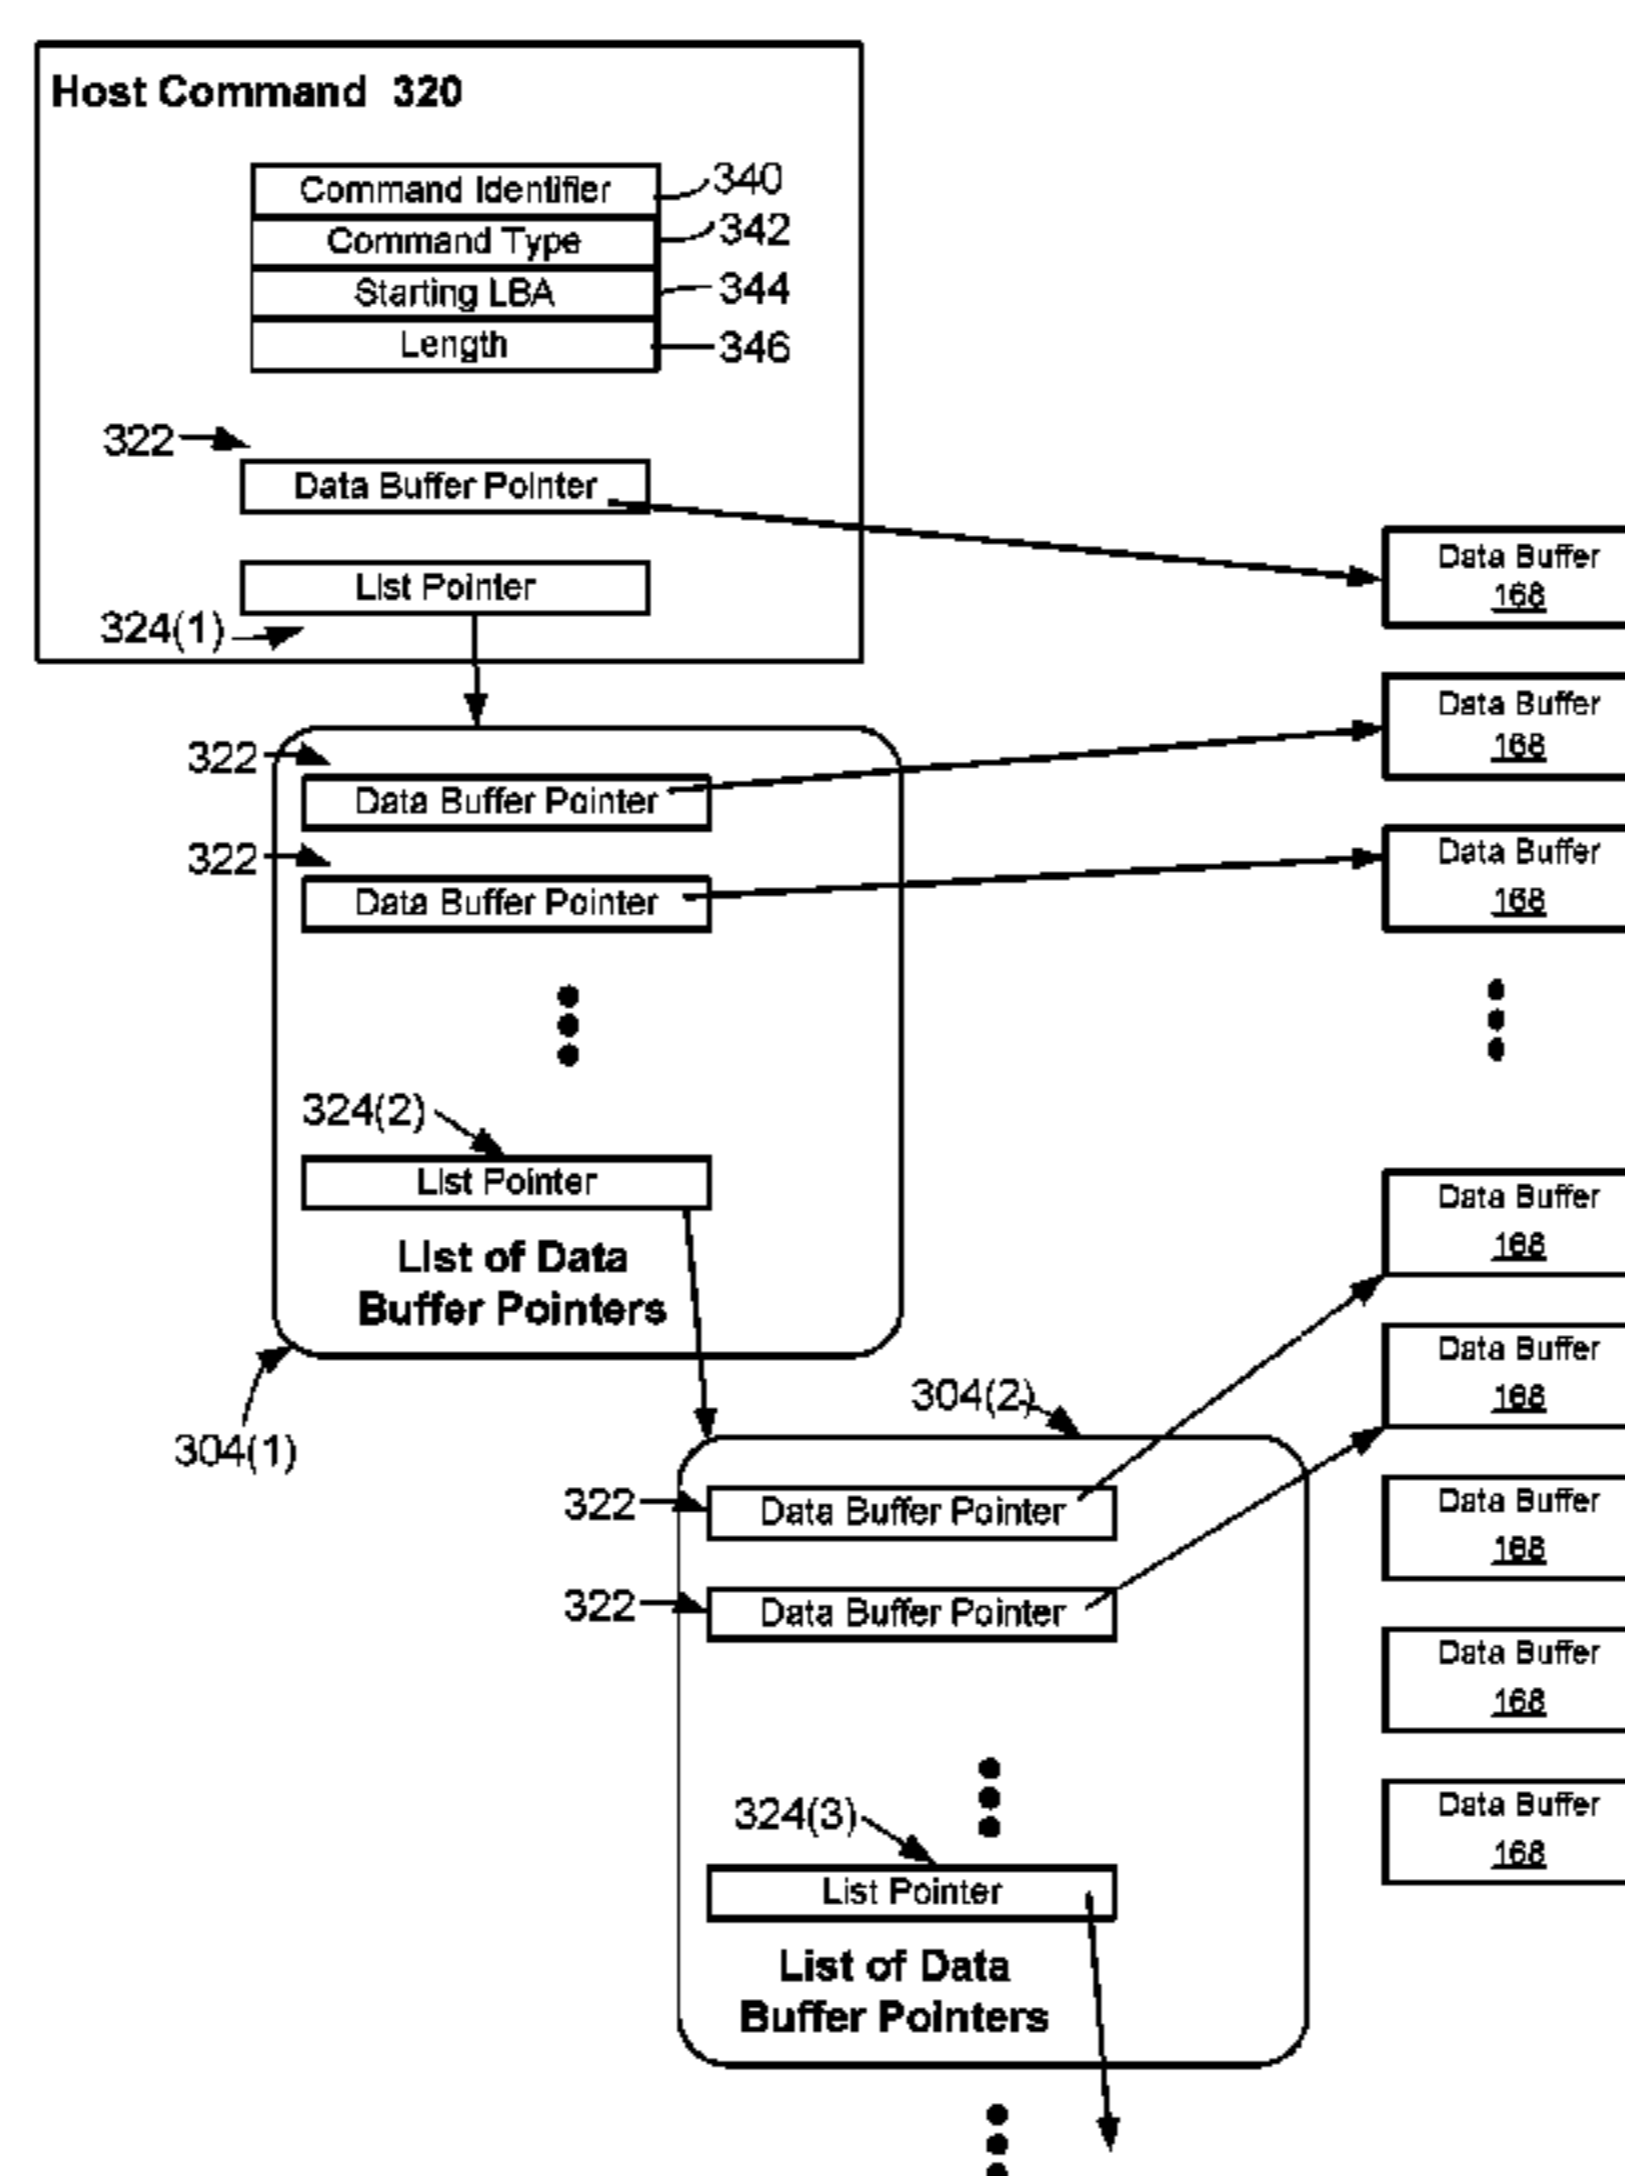 Host Command 320
Command Identifier
340
Command Type
342
Starting LBA
344
Length
346
322
Data Buffer Pointer
List Pointer
324(1)
Data Buffer
168
Data Buffer
168
322
Data Buffer Pointer
322
Data Buffer Pointer
Data Buffer
168
324(2)
List Pointer
List of Data
Buffer Pointers
304(1)
Data Buffer
168
Data Buffer
168
304(2)
322
Data Buffer Pointer
322
Data Buffer Pointer
Data Buffer
168
Data Buffer
168
Data Buffer
168
324(3)
List Pointer
List of Data
Buffer Pointers